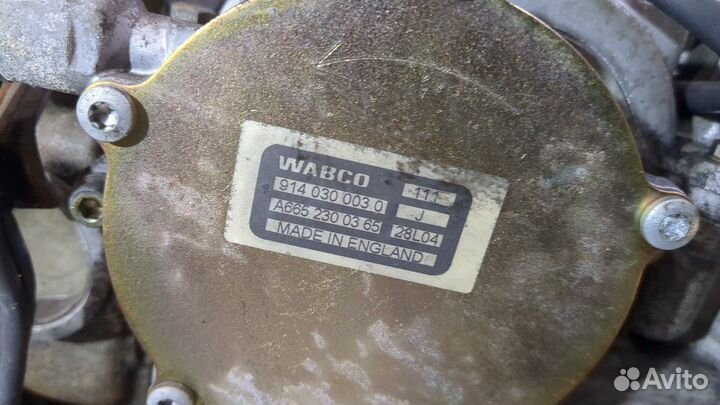 WABCO 111
914 030 003 0 J
A665 230 03 65 28L04
MADE IN ENGLAND
Avito